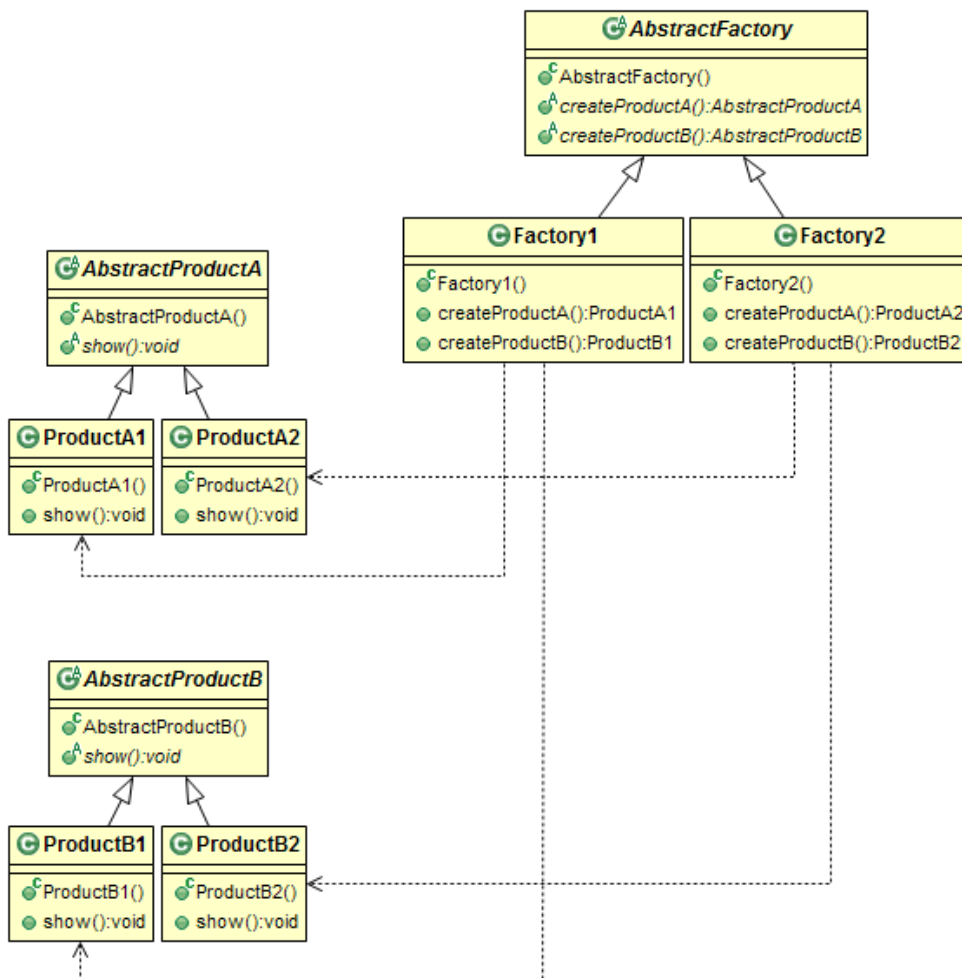 AbstractFactory
AbstractFactory()
createProductA():AbstractProductA
createProductB():AbstractProductB
Factory1
Factory1()
createProductA():ProductA1
createProductB():ProductB1
Factory2
Factory2()
createProductA():ProductA2
createProductB():ProductB2
AbstractProductA
AbstractProductA()
show():void
ProductA1
ProductA1()
show():void
ProductA2
ProductA2()
show():void
AbstractProductB
AbstractProductB()
show():void
ProductB1
ProductB1()
show():void
ProductB2
ProductB2()
show():void